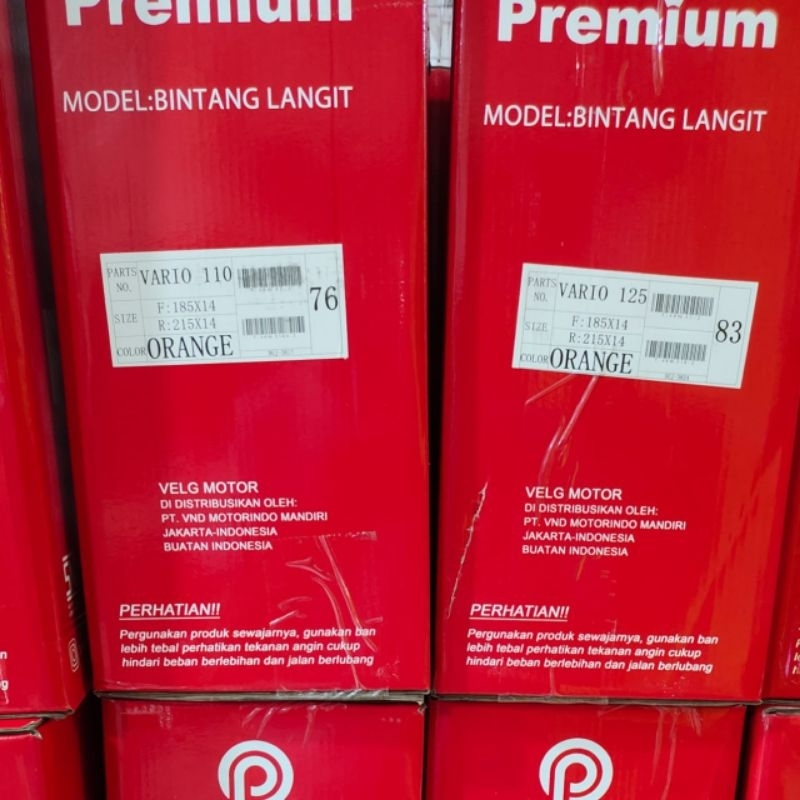 Premium
MODEL:BINTANG LANGIT
PARTS NO. VARIO 110
SIZE F:185X14
R:215X14
COLOR ORANGE
76
VELG MOTOR
DI DISTRIBUSIKAN OLEH:
PT. VND MOTORINDO MANDIRI
JAKARTA-INDONESIA
BUATAN INDONESIA
PERHATIAN!!
Pergunakan produk sewajarnya, gunakan ban
lebih tebal perhatikan tekanan angin cukup
hindari beban berlebihan dan jalan berlubang
Premium
MODEL:BINTANG LANGIT
PARTS NO. VARIO 125
SIZE F:185X14
R:215X14
COLOR ORANGE
83
VELG MOTOR
DI DISTRIBUSIKAN OLEH:
PT. VND MOTORINDO MANDIRI
JAKARTA-INDONESIA
BUATAN INDONESIA
PERHATIAN!!
Pergunakan produk sewajarnya, gunakan ban
lebih tebal perhatikan tekanan angin cukup
hindari beban berlebihan dan jalan berlubang